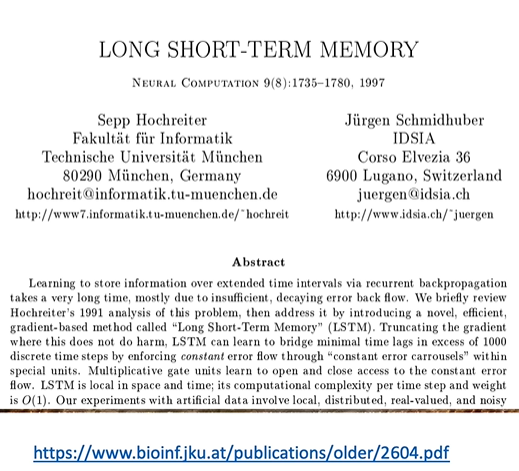 LONG SHORT-TERM MEMORY
NEURAL COMPUTATION 9(8):1735–1780, 1997
Sepp Hochreiter
Fakultät für Informatik
Technische Universität München
80290 München, Germany
hochreit@informatik.tu-muenchen.de
http://www7.informatik.tu-muenchen.de/~hochreit
Jürgen Schmidhuber
IDSIA
Corso Elvezia 36
6900 Lugano, Switzerland
juergen@idsia.ch
http://www.idsia.ch/~juergen
Abstract
Learning to store information over extended time intervals via recurrent backpropagation
takes a very long time, mostly due to insufficient, decaying error back flow. We briefly review
Hochreiter's 1991 analysis of this problem, then address it by introducing a novel, efficient,
gradient-based method called “Long Short-Term Memory” (LSTM). Truncating the gradient
where this does not do harm, LSTM can learn to bridge minimal time lags in excess of 1000
discrete time steps by enforcing constant error flow through “constant error carrousels” within
special units. Multiplicative gate units learn to open and close access to the constant error
flow. LSTM is local in space and time; its computational complexity per time step and weight
is O(1). Our experiments with artificial data involve local, distributed, real-valued, and noisy
https://www.bioinf.jku.at/publications/older/2604.pdf